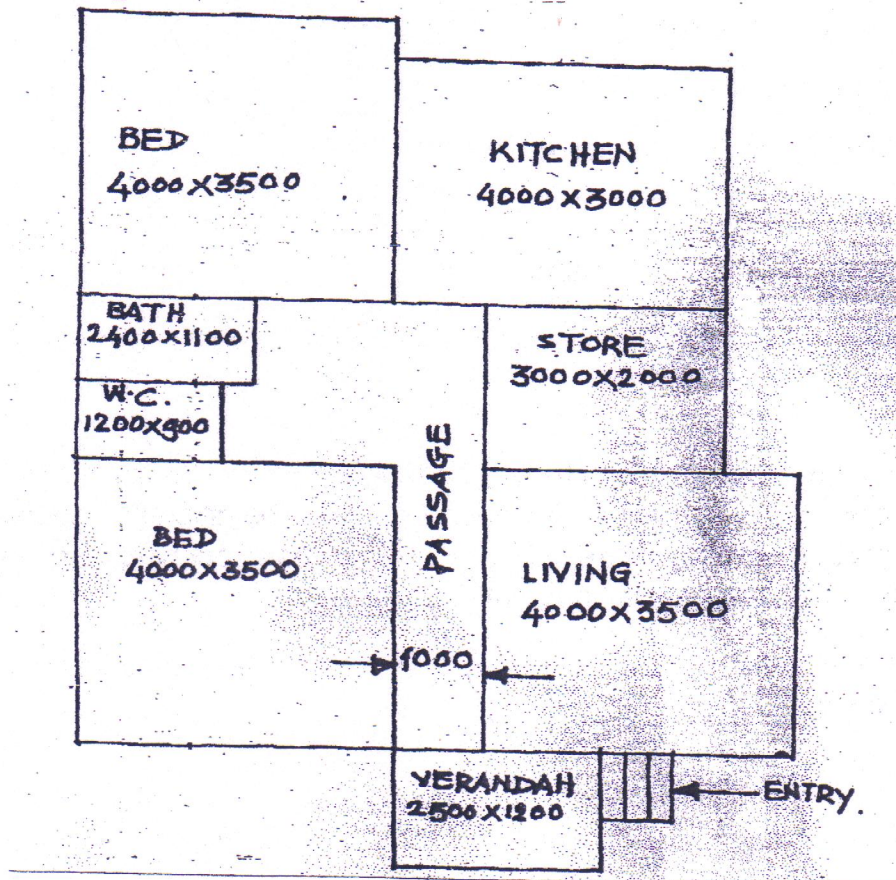 BED
4000X3500
KITCHEN
4000X3000
BATH
2400X1100
STORE
3000X2000
W.C.
1200X900
PASSAGE
BED
4000X3500
LIVING
4000X3500
1000
VERANDAH
2500X1200
ENTRY.